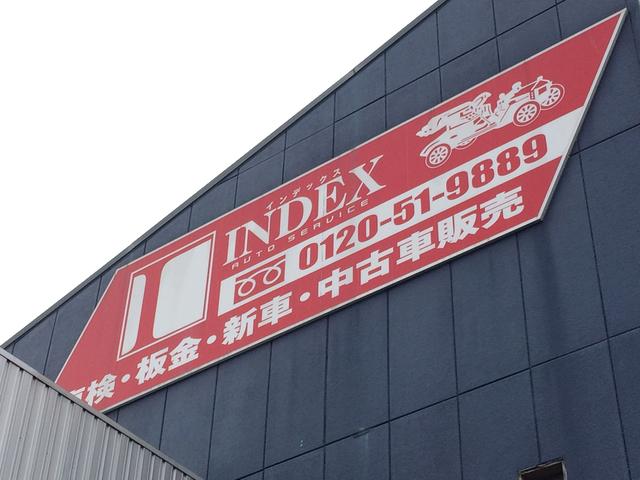 インデックス
INDEX
AUTO SERVICE
0120-51-9889
車検・板金・新車・中古車販売